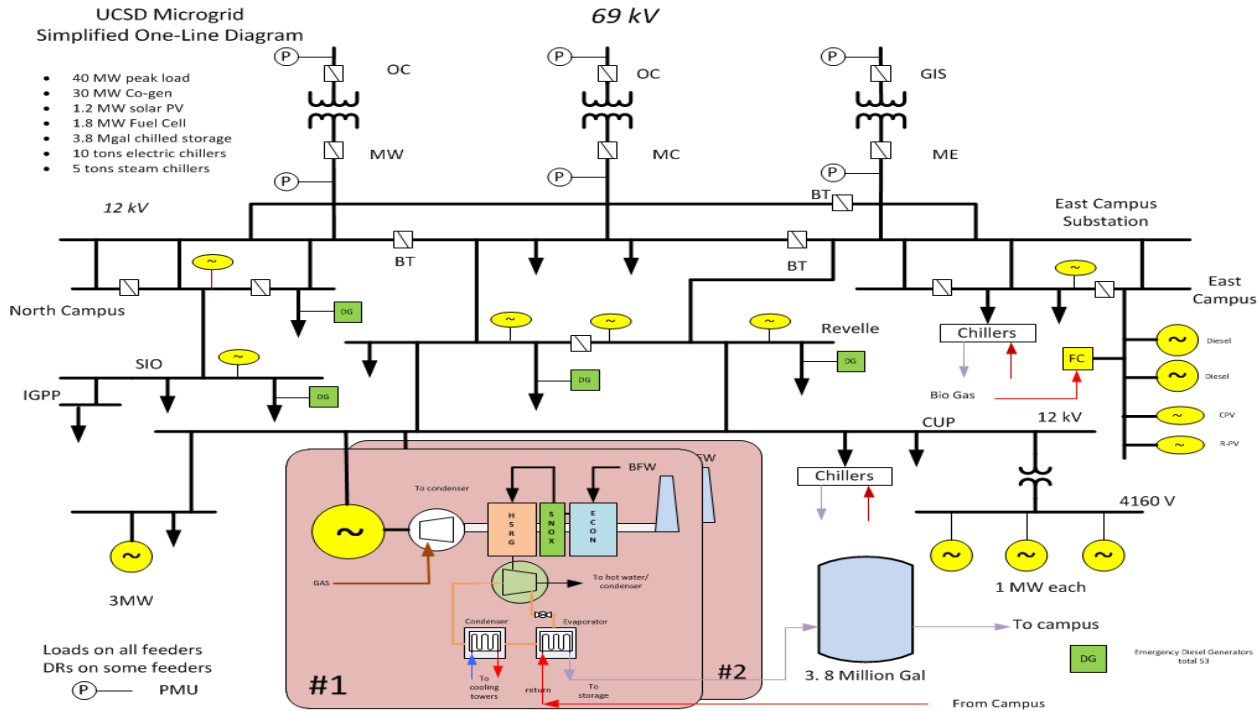 UCSD Microgrid
Simplified One-Line Diagram
69 kV
• 40 MW peak load
• 30 MW Co-gen
• 1.2 MW solar PV
• 1.8 MW Fuel Cell
• 3.8 Mgal chilled storage
• 10 tons electric chillers
• 5 tons steam chillers
P
OC
P
OC
P
GIS
MW
MC
ME
P
P
P
BT
12 kV
East Campus
Substation
BT
BT
~
~
East
Campus
North Campus
DG
~
~
~
Revelle
Chillers
~
Diesel
SIO
~
DG
DG
FC
~
Diesel
IGPP
DG
Bio Gas
12 kV
~
CPV
CUP
~
R-PV
BFW
GW
Chillers
To condenser
4160 V
~
HSRG
SNOX
ECON
~
~
~
~
GAS
To hot water/
condenser
3MW
1 MW each
Condenser
Evaporator
To campus
Loads on all feeders
DRs on some feeders
DG
Emergency Diesel Generators
total 53
P
PMU
#1
To
cooling
towers
return
To
storage
#2
3. 8 Million Gal
From Campus